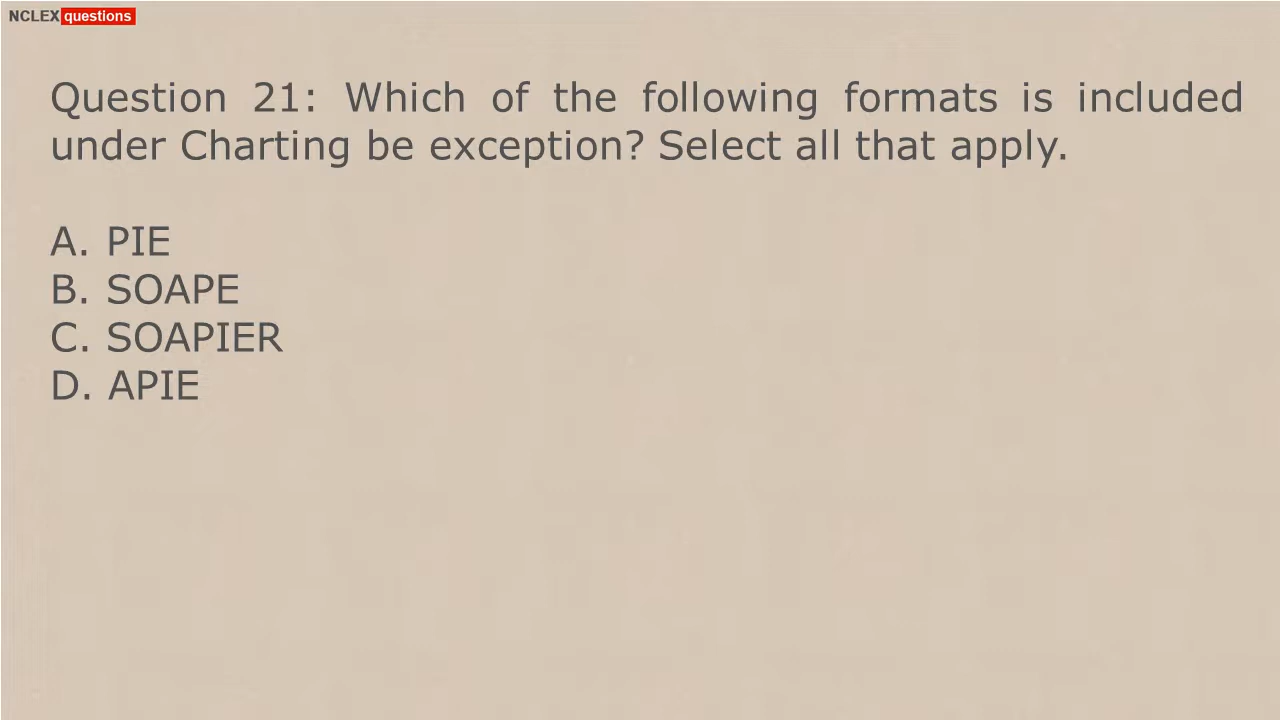 NCLEX questions
Question 21: Which of the following formats is included
under Charting be exception? Select all that apply.
A. PIE
B. SOAPE
C. SOAPIER
D. APIE